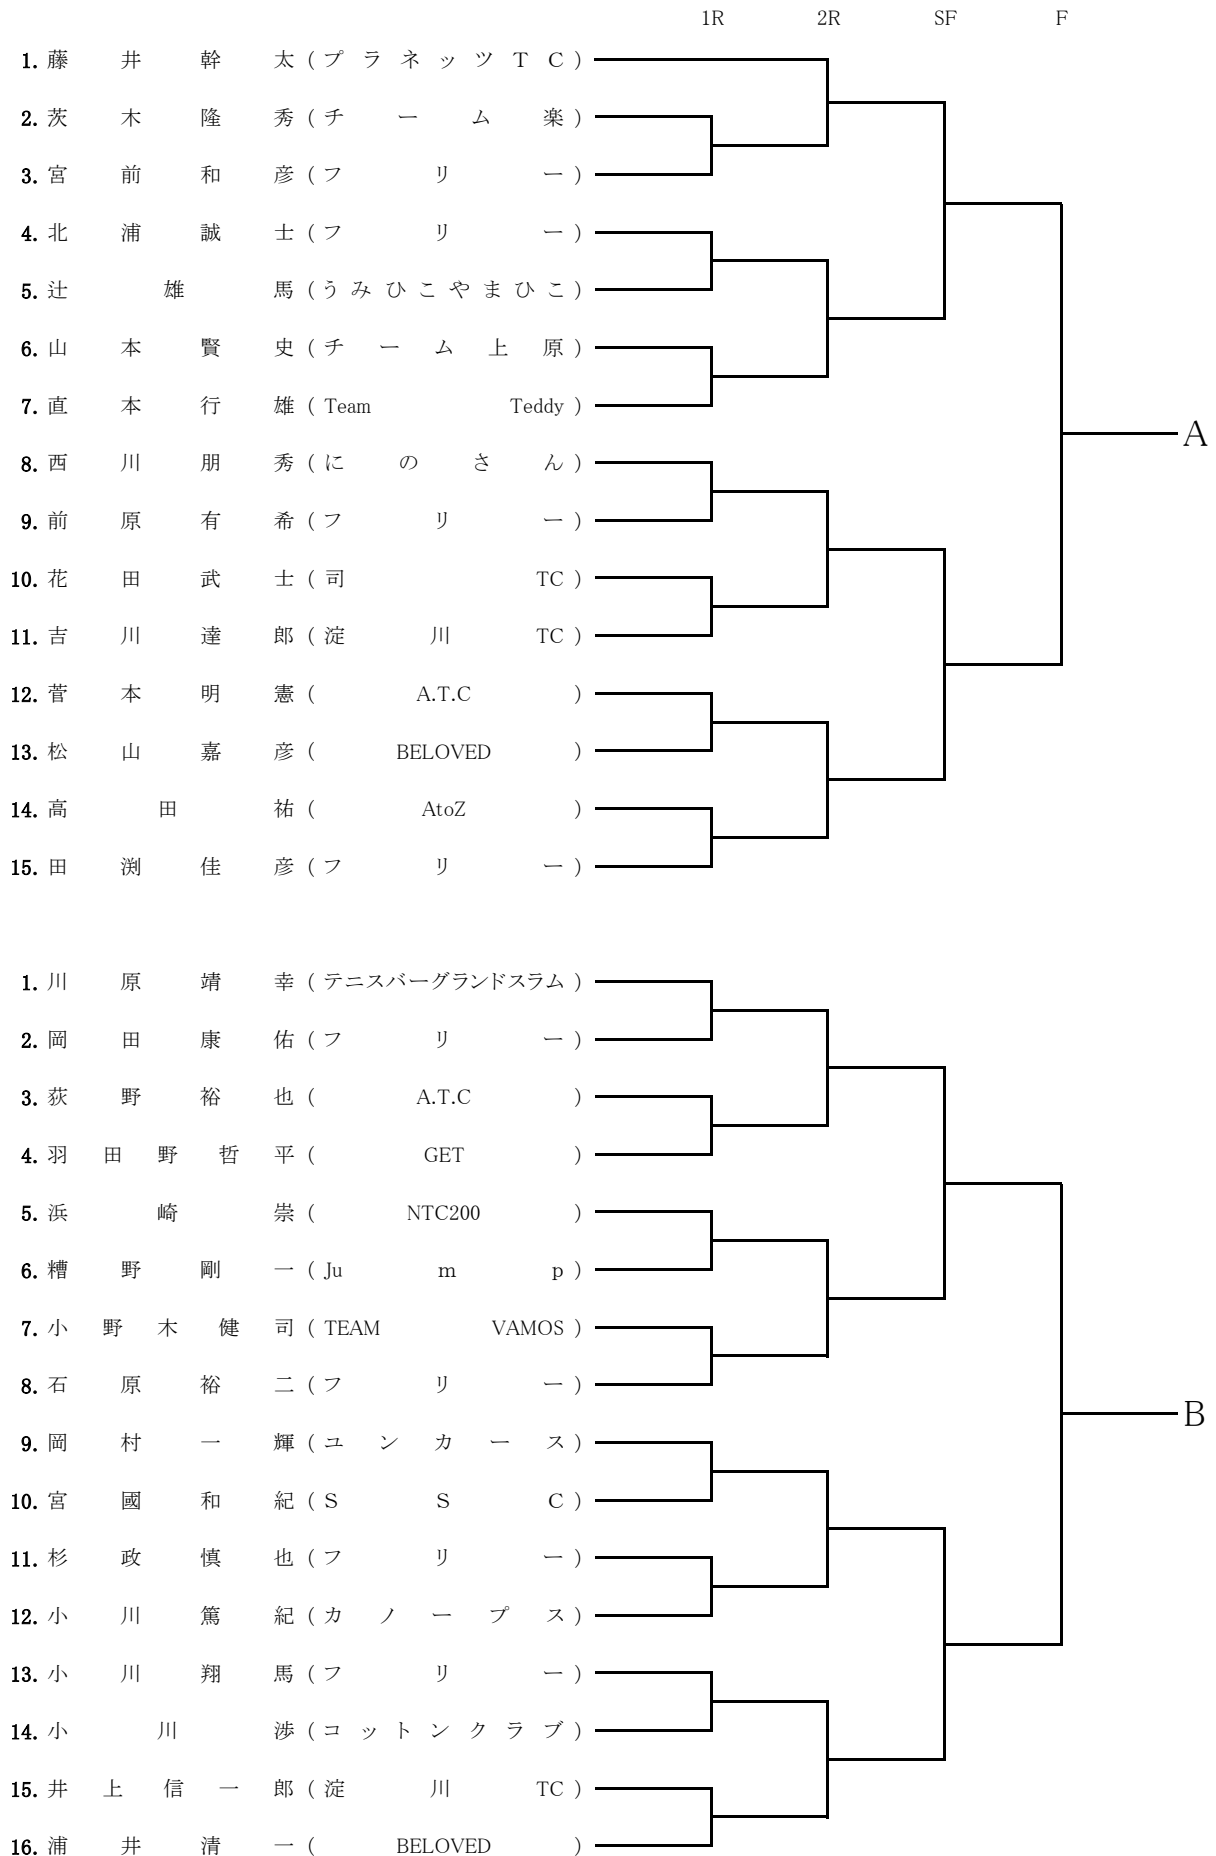 1R 2R SF F
1. 藤井幹太 (プラネッツTC)
2. 茨木隆秀 (チーム楽)
3. 宮前和彦 (フリー)
4. 北浦誠士 (フリー)
5. 辻雄馬 (うみひこやまひこ)
6. 山本賢史 (チーム上原)
7. 直本行雄 (Team Teddy)
A
8. 西川朋秀 (にのさん)
9. 前原有希 (フリー)
10. 花田武士 (司TC)
11. 吉川達郎 (淀川TC)
12. 菅本明憲 (A.T.C)
13. 松山嘉彦 (BELOVED)
14. 高田祐 (AtoZ)
15. 田渕佳彦 (フリー)
1. 川原靖幸 (テニスバーグランドスラム)
2. 岡田康佑 (フリー)
3. 荻野裕也 (A.T.C)
4. 羽田野哲平 (GET)
5. 浜崎崇 (NTC200)
6. 糟野剛一 (Jump)
7. 小野木健司 (TEAM VAMOS)
8. 石原裕二 (フリー)
B
9. 岡村一輝 (ユンカース)
10. 宮國和紀 (SSC)
11. 杉政慎也 (フリー)
12. 小川篤紀 (カノープス)
13. 小川翔馬 (フリー)
14. 小川渉 (コットンクラブ)
15. 井上信一郎 (淀川TC)
16. 浦井清一 (BELOVED)